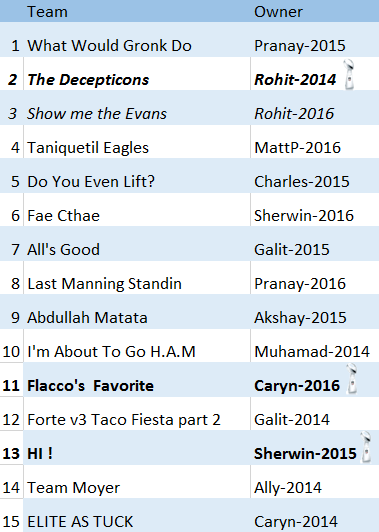 Team Owner
1 What Would Gronk Do Pranay-2015
2 The Decepticons Rohit-2014
3 Show me the Evans Rohit-2016
4 Taniquetil Eagles MattP-2016
5 Do You Even Lift? Charles-2015
6 Fae Cthae Sherwin-2016
7 All's Good Galit-2015
8 Last Manning Standin Pranay-2016
9 Abdullah Matata Akshay-2015
10 I'm About To Go H.A.M Muhamad-2014
11 Flacco's  Favorite Caryn-2016
12 Forte v3 Taco Fiesta part 2 Galit-2014
13 HI ! Sherwin-2015
14 Team Moyer Ally-2014
15 ELITE AS TUCK Caryn-2014